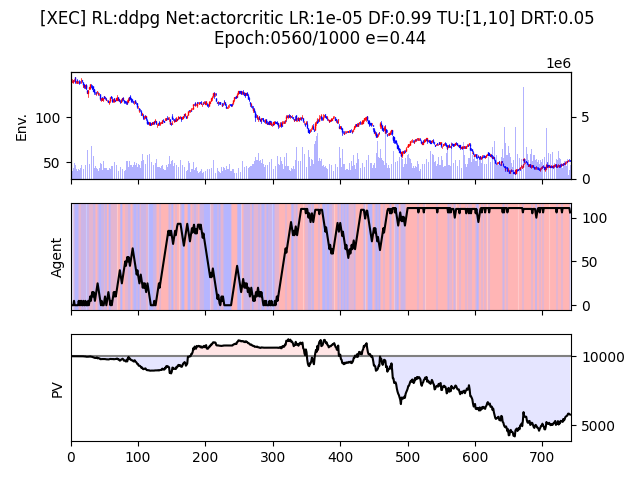 [XEC] RL:ddpg Net:actorcritic LR:1e-05 DF:0.99 TU:[1,10] DRT:0.05
Epoch:0560/1000 e=0.44
1e6
Env.
100
50
5
0
Agent
100
50
0
PV
10000
5000
0 100 200 300 400 500 600 700